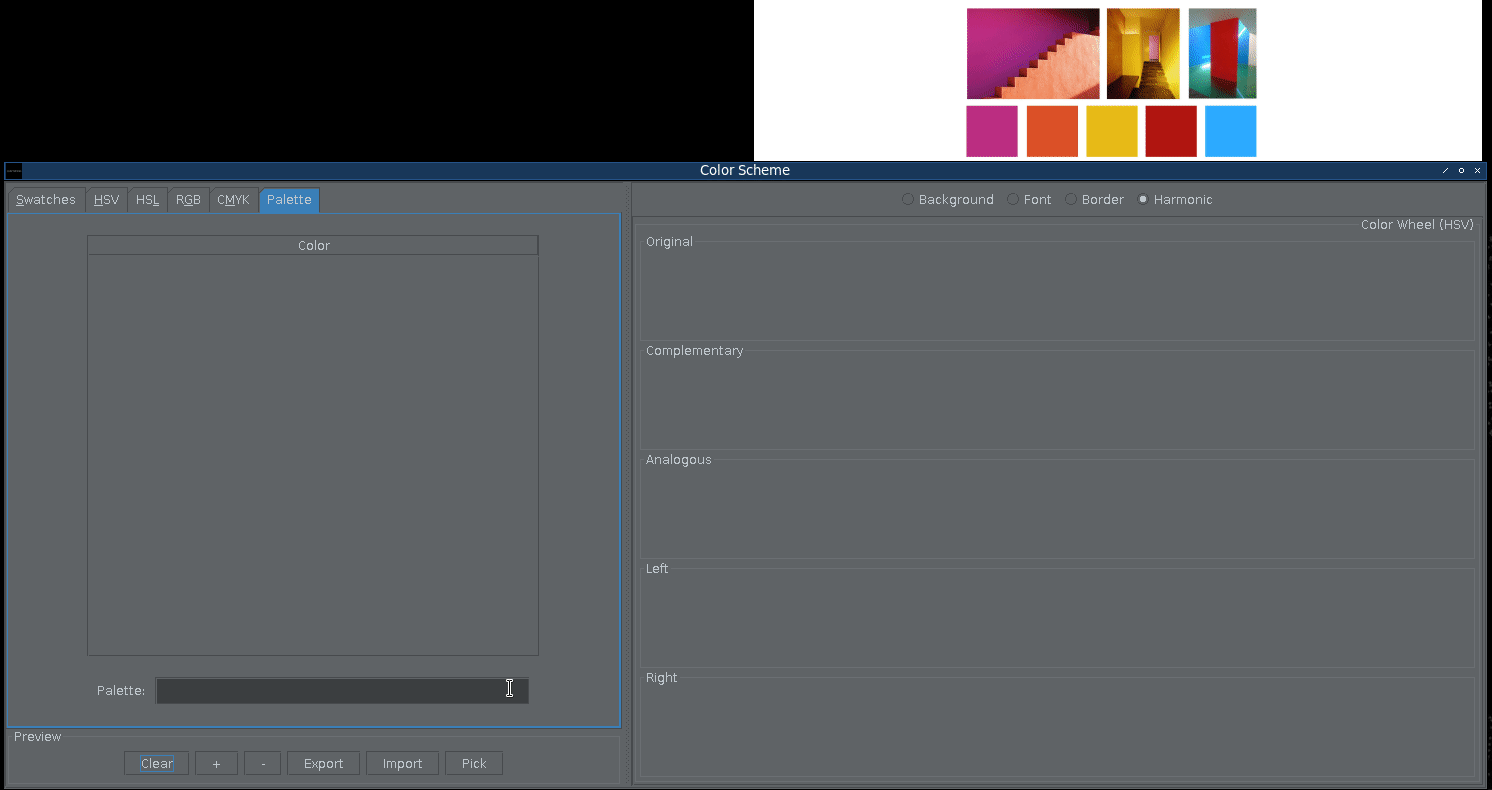 Color Scheme
Swatches HSV HSL RGB CMYK Palette
Background Font Border Harmonic
Color Wheel (HSV)
Color
Original
Complementary
Analogous
Left
Right
Palette:
Preview
Clear + - Export Import Pick